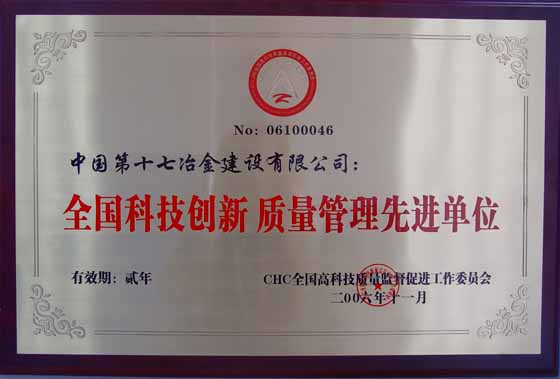 No: 06100046
中国第十七冶金建设有限公司:
全国科技创新 质量管理先进单位
有效期: 贰年
CHC全国高科技质量监督促进工作委员会
二00六年十一月